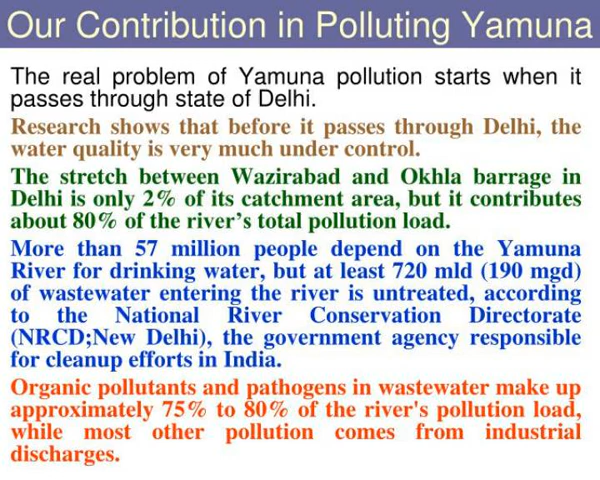 Our Contribution in Polluting Yamuna
The real problem of Yamuna pollution starts when it
passes through state of Delhi.
Research shows that before it passes through Delhi, the
water quality is very much under control.
The stretch between Wazirabad and Okhla barrage in
Delhi is only 2% of its catchment area, but it contributes
about 80% of the river's total pollution load.
More than 57 million people depend on the Yamuna
River for drinking water, but at least 720 mld (190 mgd)
of wastewater entering the river is untreated, according
to the National River Conservation Directorate
(NRCD;New Delhi), the government agency responsible
for cleanup efforts in India.
Organic pollutants and pathogens in wastewater make up
approximately 75% to 80% of the river's pollution load,
while most other pollution comes from industrial
discharges.